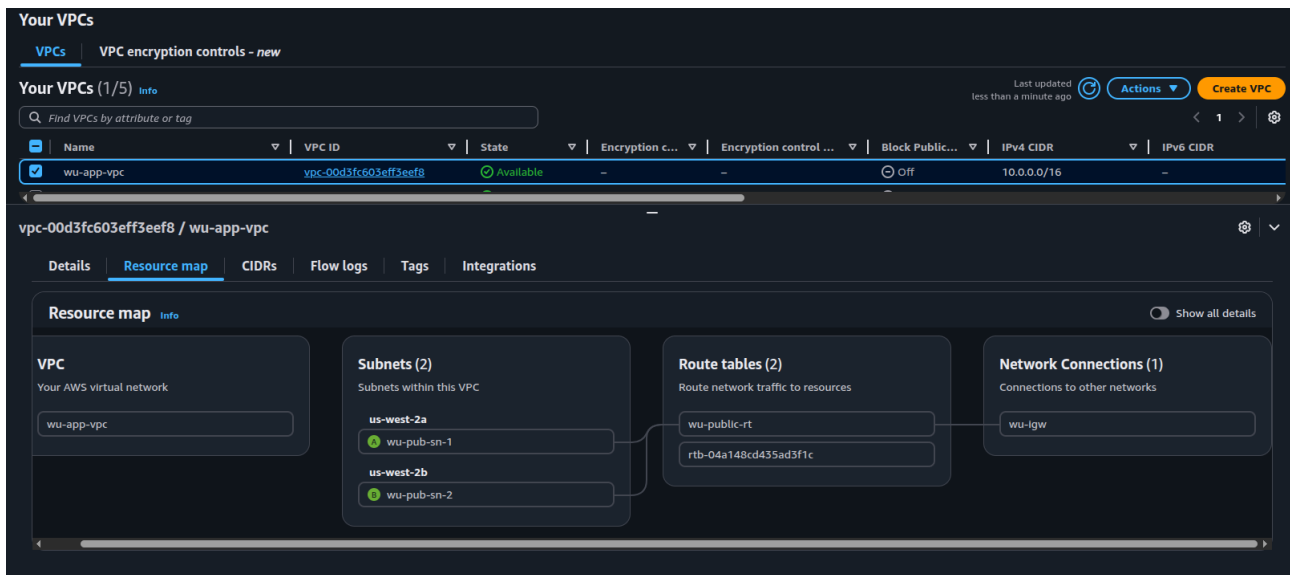 Your VPCs
VPCs VPC encryption controls - new
Your VPCs (1/5) Info
Last updated
less than a minute ago
Actions
Create VPC
Find VPCs by attribute or tag
1
Name VPC ID State Encryption c... Encryption control ... Block Public... IPv4 CIDR IPv6 CIDR
wu-app-vpc vpc-00d3fc603eff3eef8 Available – – Off 10.0.0.0/16 –
vpc-00d3fc603eff3eef8 / wu-app-vpc
Details Resource map CIDRs Flow logs Tags Integrations
Resource map Info
Show all details
VPC
Your AWS virtual network
wu-app-vpc
Subnets (2)
Subnets within this VPC
us-west-2a
A wu-pub-sn-1
us-west-2b
B wu-pub-sn-2
Route tables (2)
Route network traffic to resources
wu-public-rt
rtb-04a148cd435ad3f1c
Network Connections (1)
Connections to other networks
wu-igw